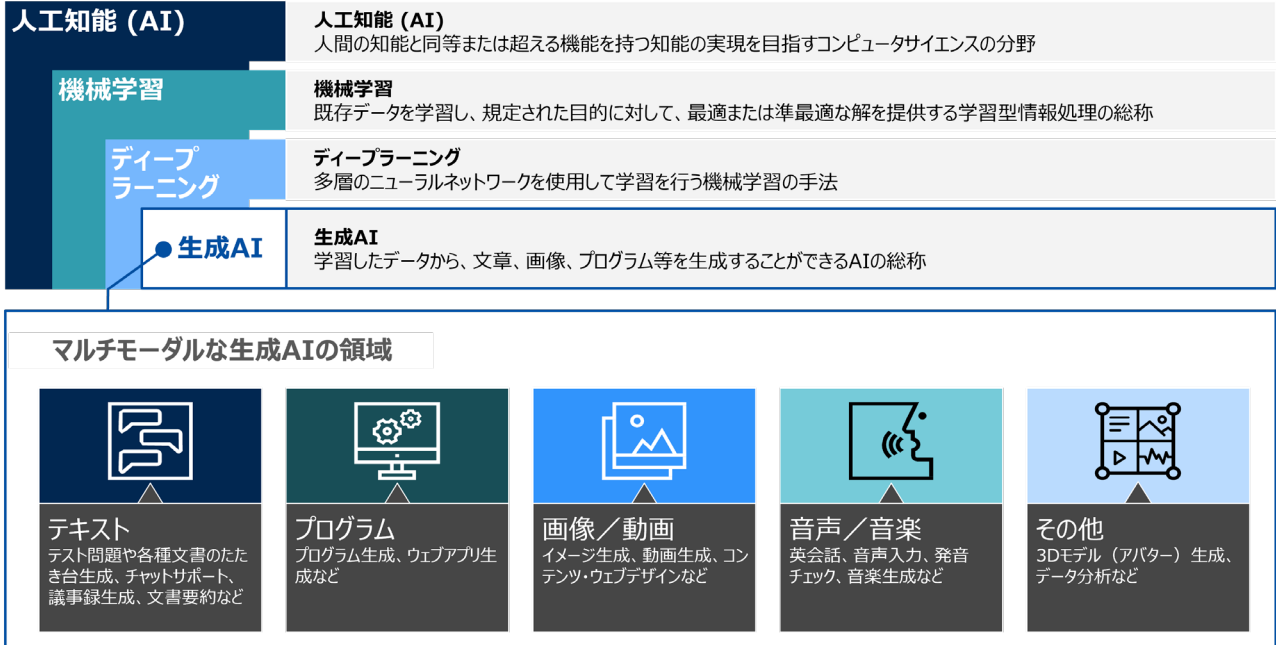 人工知能 (AI)
人工知能 (AI)
人間の知能と同等または超える機能を持つ知能の実現を目指すコンピュータサイエンスの分野
機械学習
機械学習
既存データを学習し、規定された目的に対して、最適または準最適な解を提供する学習型情報処理の総称
ディープ
ラーニング
ディープラーニング
多層のニューラルネットワークを使用して学習を行う機械学習の手法
生成AI
生成AI
学習したデータから、文章、画像、プログラム等を生成することができるAIの総称
マルチモーダルな生成AIの領域
テキスト
テスト問題や各種文書のたた
き台生成、チャットサポート、
議事録生成、文書要約など
プログラム
プログラム生成、ウェブアプリ生
成など
画像／動画
イメージ生成、動画生成、コン
テンツ・ウェブデザインなど
音声／音楽
英会話、音声入力、発音
チェック、音楽生成など
その他
3Dモデル（アバター）生成、
データ分析など